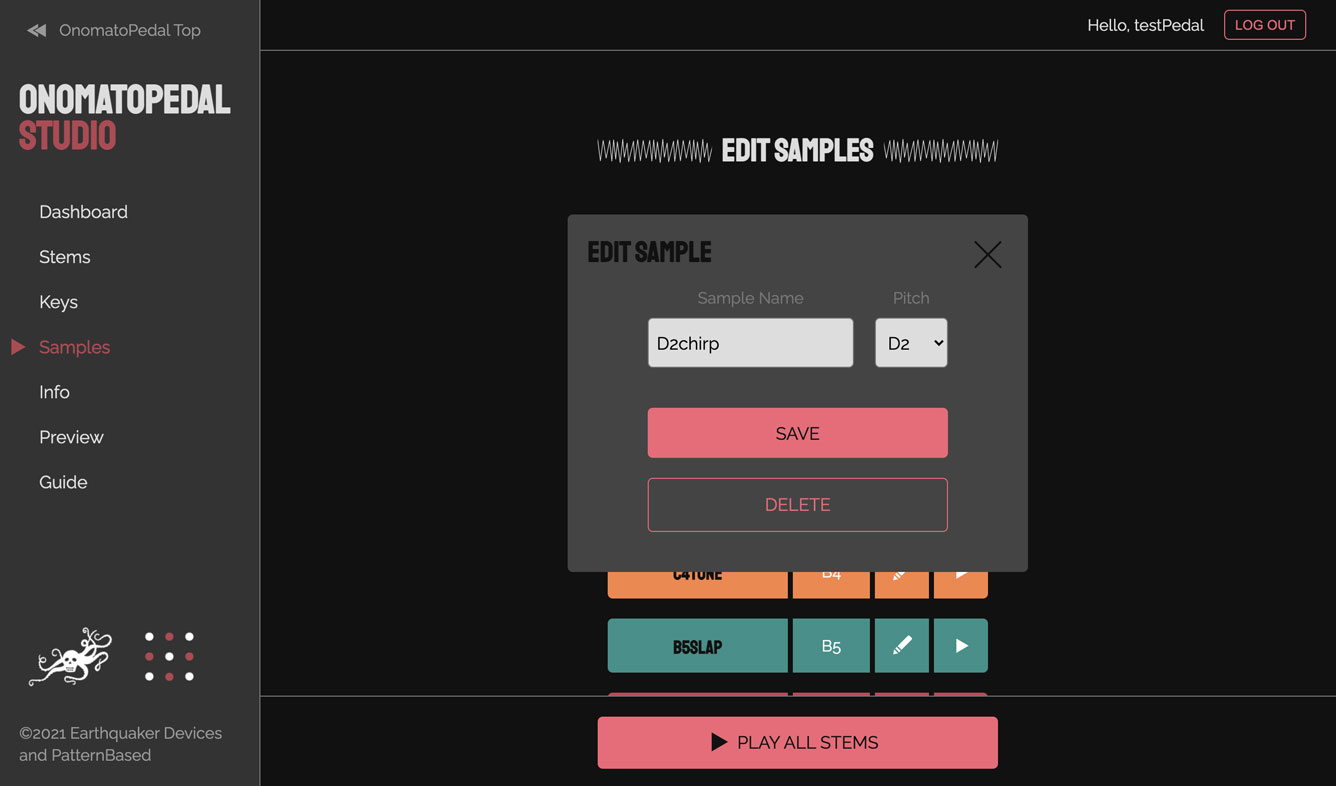 OnomatoPedal Top
Hello, testPedal
LOG OUT
ONOMATOPEDAL
STUDIO
Dashboard
Stems
Keys
Samples
Info
Preview
Guide
©2021 Earthquaker Devices
and PatternBased
EDIT SAMPLES
EDIT SAMPLE
Sample Name
Pitch
D2chirp
D2
SAVE
DELETE
C4TONE
B4
B5SLAP
B5
PLAY ALL STEMS